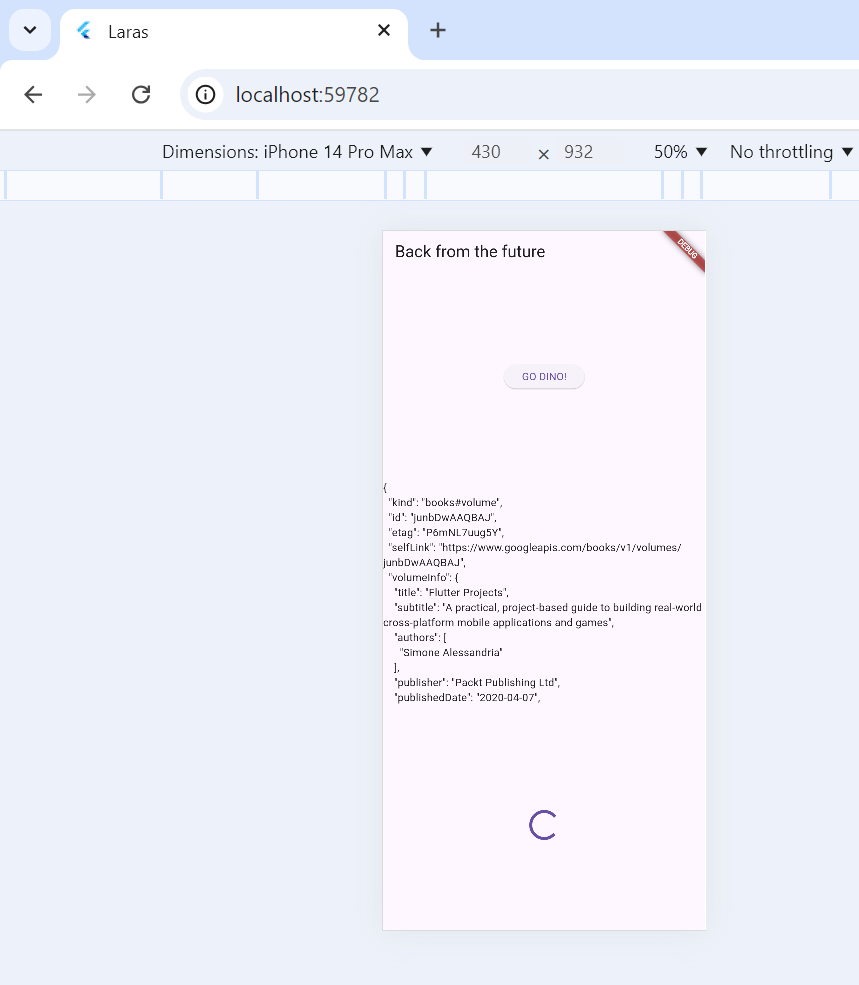 Laras
localhost:59782
Dimensions: iPhone 14 Pro Max ▼ 430 × 932 50% ▼ No throttling ▼
Back from the future
DEBUG
GO DINO!
{
"kind": "books#volume",
"id": "junbDwAAQBAJ",
"etag": "P6mNL7uug5Y",
"selfLink": "https://www.googleapis.com/books/v1/volumes/
junbDwAAQBAJ",
"volumeInfo": {
"title": "Flutter Projects",
"subtitle": "A practical, project-based guide to building real-world
cross-platform mobile applications and games",
"authors": [
"Simone Alessandria"
],
"publisher": "Packt Publishing Ltd",
"publishedDate": "2020-04-07",